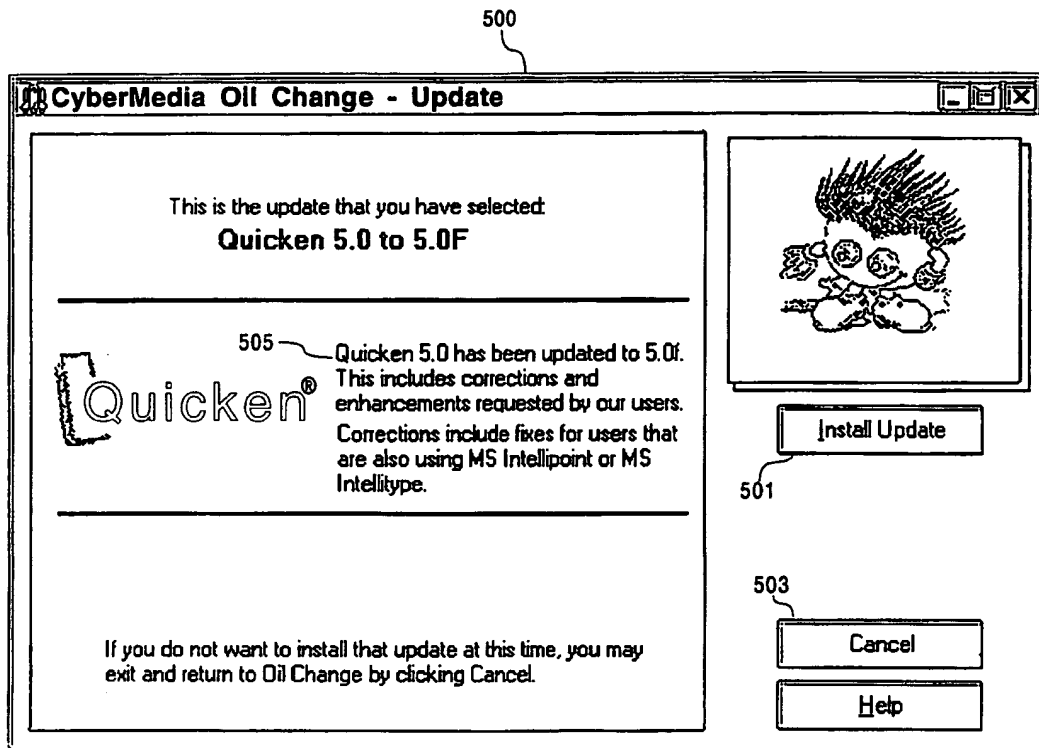 500
CyberMedia Oil Change - Update
This is the update that you have selected:
Quicken 5.0 to 5.0F
505
Quicken®
Quicken 5.0 has been updated to 5.0f.
This includes corrections and
enhancements requested by our users.
Corrections include fixes for users that
are also using MS Intellipoint or MS
Intellitype.
If you do not want to install that update at this time, you may
exit and return to Oil Change by clicking Cancel.
Install Update
501
503
Cancel
Help